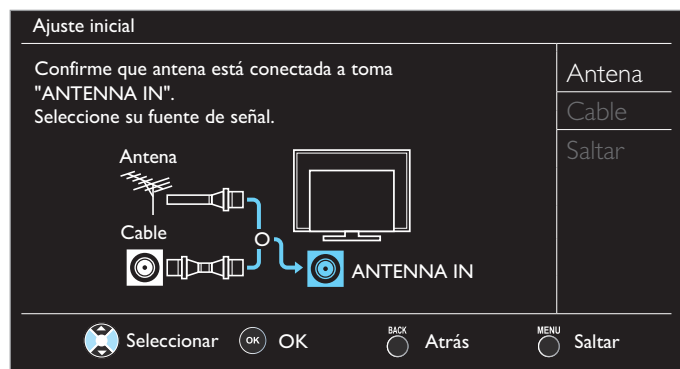 Ajuste inicial
Confirme que antena está conectada a toma
"ANTENNA IN".
Seleccione su fuente de señal.
Antena
Cable
Saltar
Antena
Cable
O
ANTENNA IN
Seleccionar
OK
OK
BACK
Atrás
MENU
Saltar